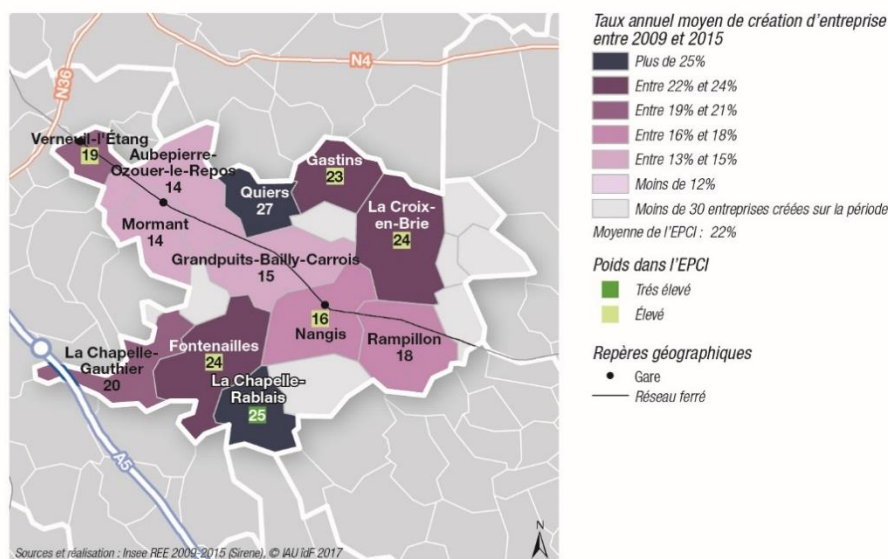 N36
N4
Verneuil-l'Étang
19
Aubepierre-
Ozouer-le-Repos
14
Gastins
23
Quiers
27
La Croix-
en-Brie
24
Mormant
14
Grandpuits-Bailly-Carrois
15
16
Nangis
Rampillon
18
La Chapelle-
Gauthier
20
Fontenailles
24
La Chapelle-
Rablais
25
A5
N
Sources et réalisation : Insee REE 2009-2015 (Sirene), © IAU îdF 2017
Taux annuel moyen de création d'entreprise
entre 2009 et 2015
Plus de 25%
Entre 22% et 24%
Entre 19% et 21%
Entre 16% et 18%
Entre 13% et 15%
Moins de 12%
Moins de 30 entreprises créées sur la période
Moyenne de l'EPCI : 22%
Poids dans l'EPCI
Trés élevé
Élevé
Repères géographiques
Gare
Réseau ferré